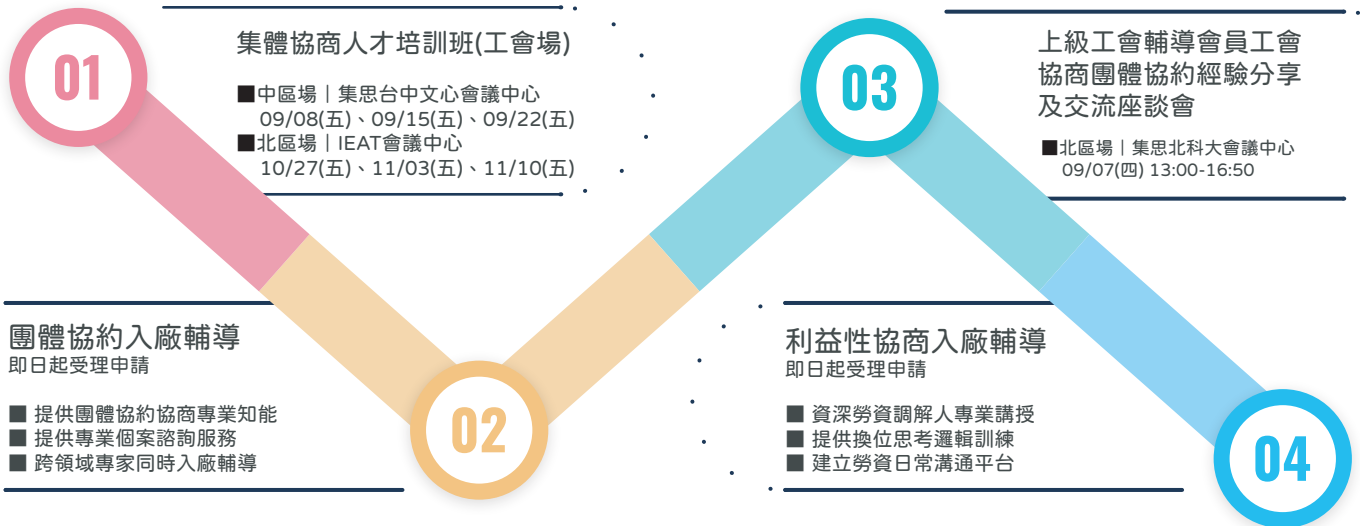 01
集體協商人才培訓班(工會場)
■中區場｜集思台中文心會議中心
09/08(五)、09/15(五)、09/22(五)
■北區場｜IEAT會議中心
10/27(五)、11/03(五)、11/10(五)
02
團體協約入廠輔導
即日起受理申請
■ 提供團體協約協商專業知能
■ 提供專業個案諮詢服務
■ 跨領域專家同時入廠輔導
03
上級工會輔導會員工會
協商團體協約經驗分享
及交流座談會
■北區場｜集思北科大會議中心
09/07(四) 13:00-16:50
04
利益性協商入廠輔導
即日起受理申請
■ 資深勞資調解人專業講授
■ 提供換位思考邏輯訓練
■ 建立勞資日常溝通平台